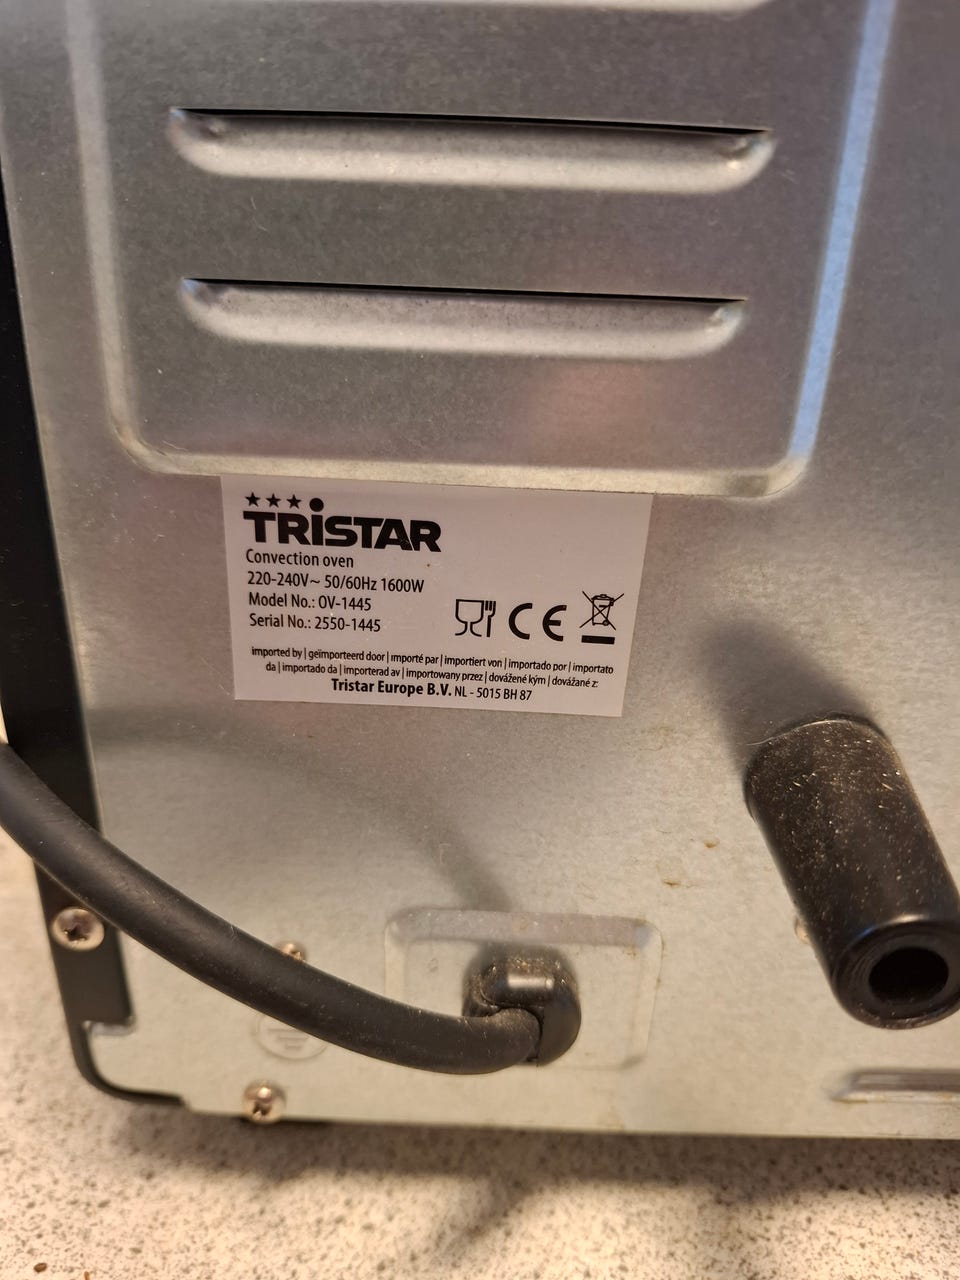 TRISTAR
Convection oven
220-240V~ 50/60Hz 1600W
Model No.: OV-1445
Serial No.: 2550-1445
CE
imported by | geïmporteerd door | importé par | importiert von | importado por | importato
da | importado da | importerad av | importowany przez | dovážené kým | dovážané z:
Tristar Europe B.V. NL - 5015 BH 87